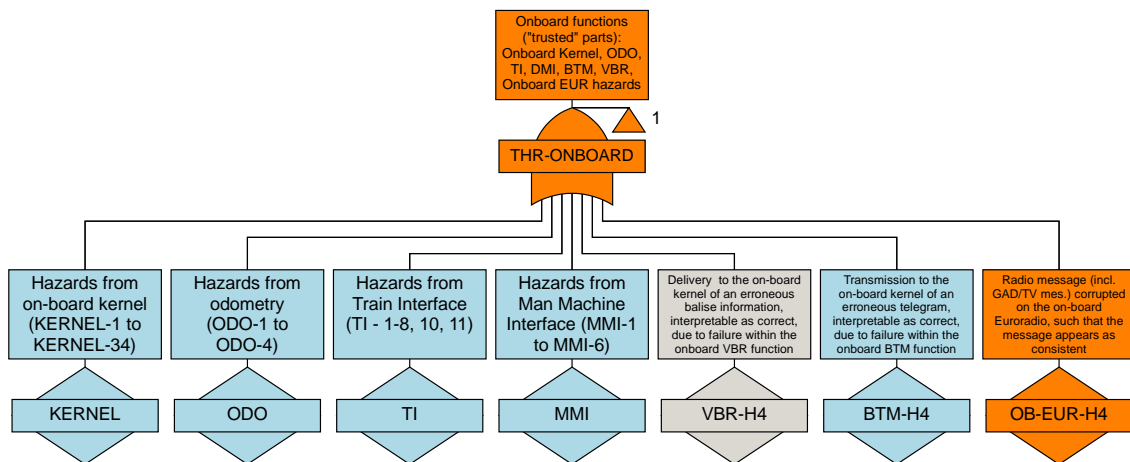 Onboard functions
("trusted" parts):
Onboard Kernel, ODO,
TI, DMI, BTM, VBR,
Onboard EUR hazards
1
THR-ONBOARD
Hazards from
on-board kernel
(KERNEL-1 to
KERNEL-34)
Hazards from
odometry
(ODO-1 to
ODO-4)
Hazards from
Train Interface
(TI - 1-8, 10, 11)
Hazards from
Man Machine
Interface (MMI-1
to MMI-6)
Delivery to the on-board
kernel of an erroneous
balise information,
interpretable as correct,
due to failure within the
onboard VBR function
Transmission to the
on-board kernel of an
erroneous telegram,
interpretable as correct,
due to failure within the
onboard BTM function
Radio message (incl.
GAD/TV mes.) corrupted
on the on-board
Euroradio, such that the
message appears as
consistent
KERNEL
ODO
TI
MMI
VBR-H4
BTM-H4
OB-EUR-H4